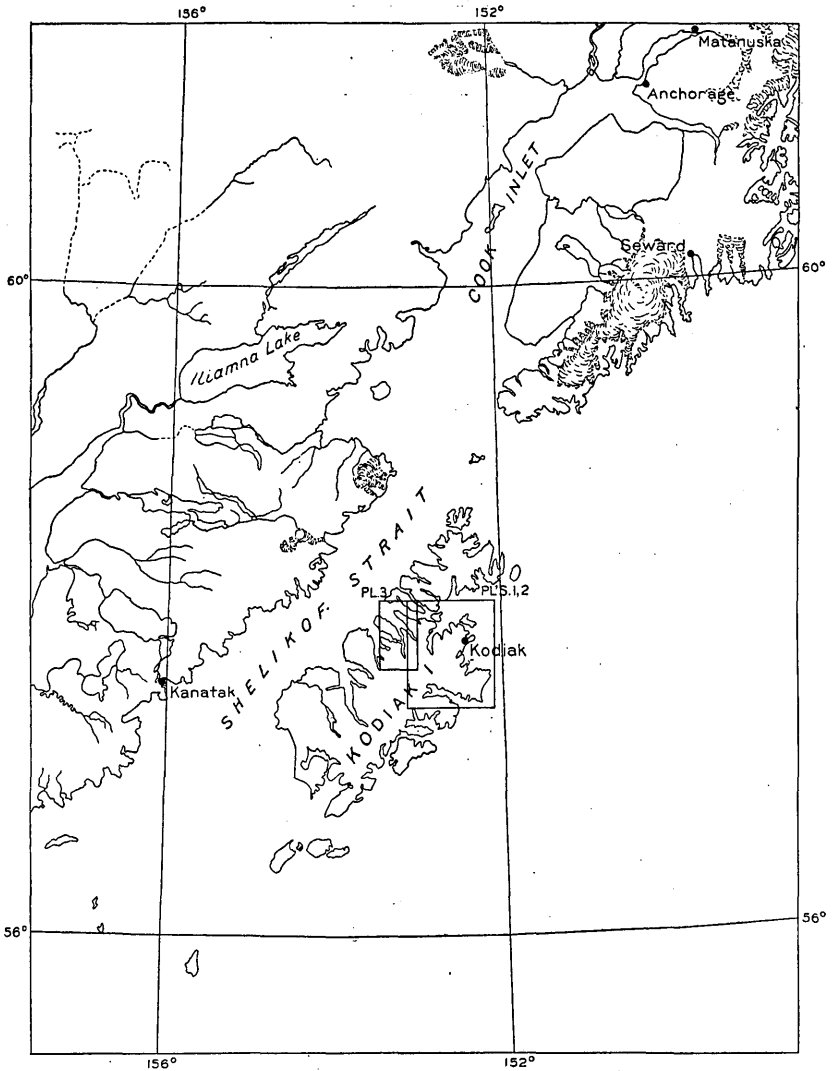 156°
152°
Matanuska
Anchorage
COOK INLET
Seward
60°
60°
Iliamna Lake
SHELIKOF STRAIT
PL.3
PLS.1,2
Kodiak
Kanatak
KODIAK I
56°
56°
156°
152°